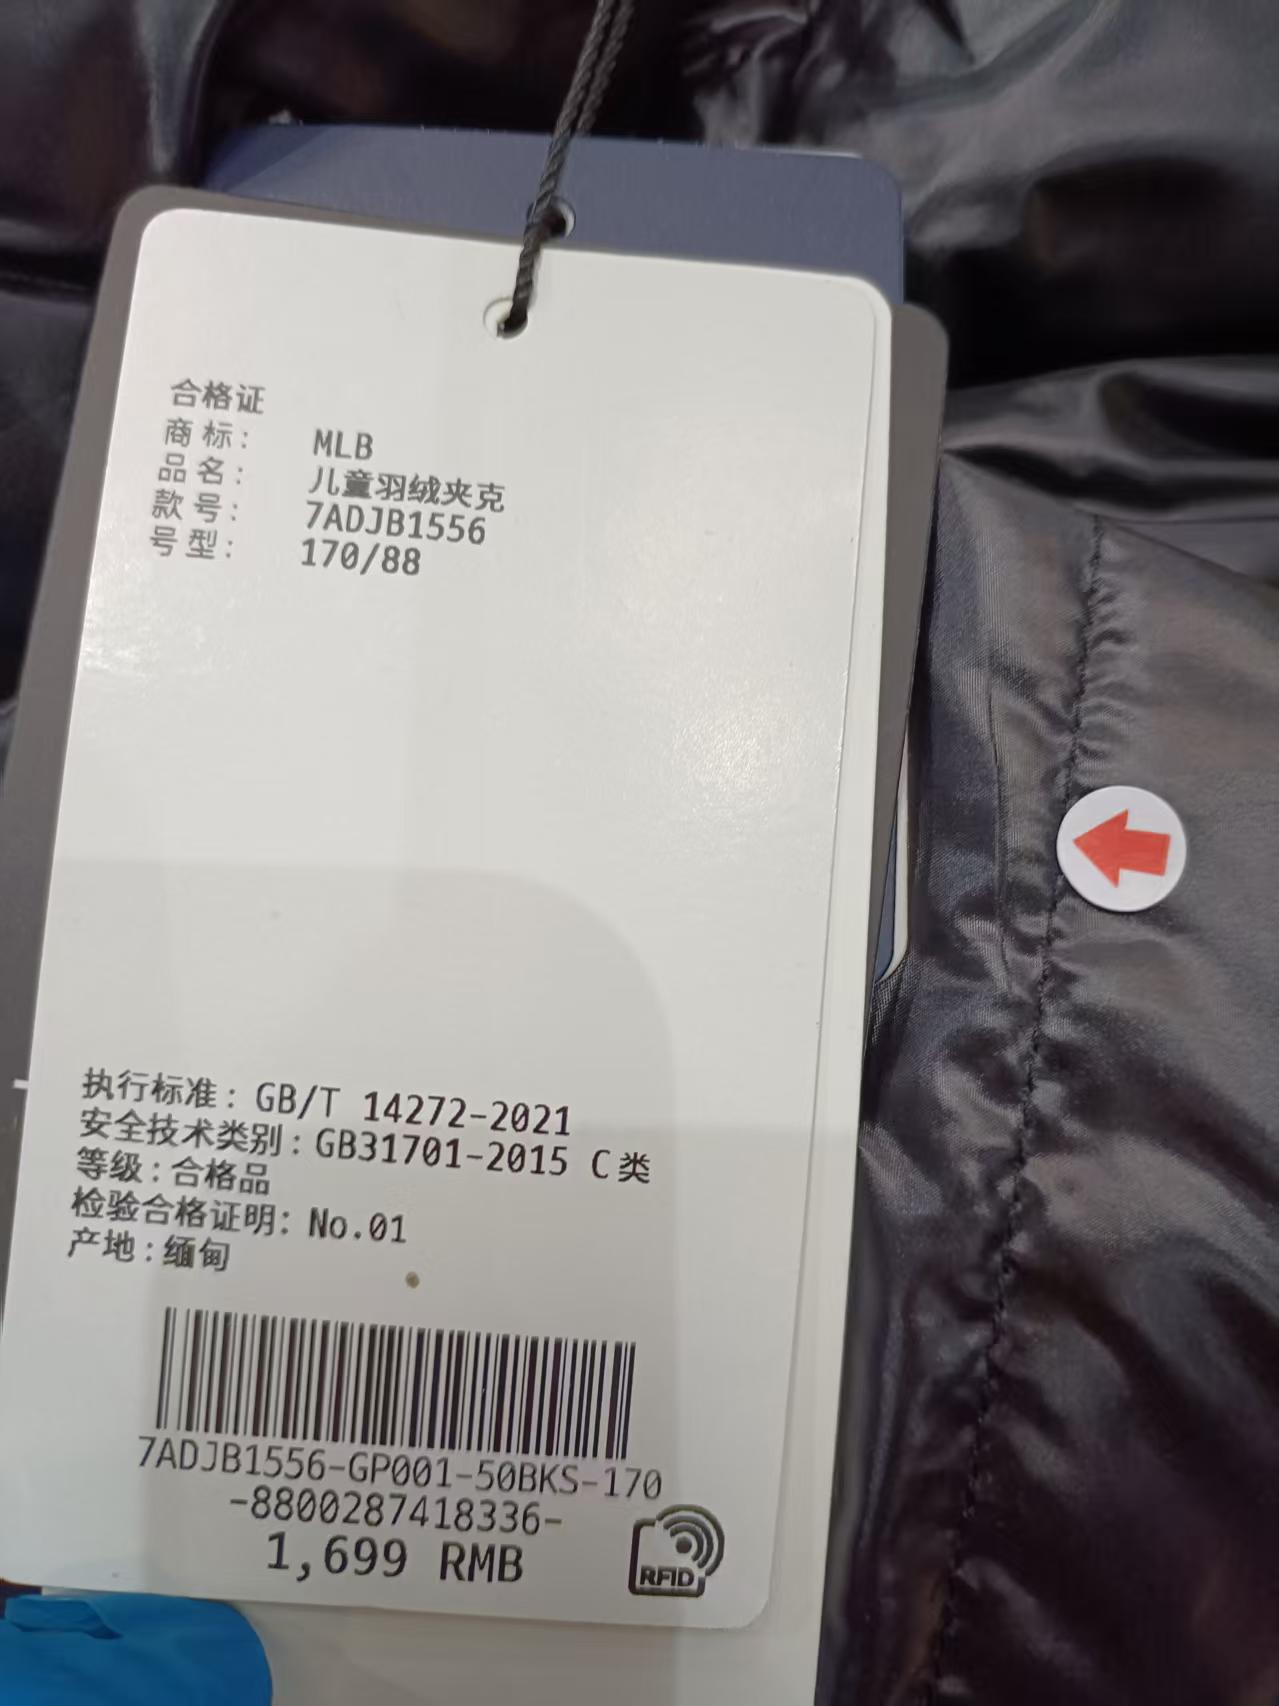 合格证
商 标： MLB
品 名： 儿童羽绒夹克
款 号： 7ADJB1556
号 型： 170/88
执行标准：GB/T 14272-2021
安全技术类别：GB31701-2015 C类
等级：合格品
检验合格证明：No.01
产地：缅甸
7ADJB1556-GP001-50BKS-170
-8800287418336-
1,699 RMB
RFID